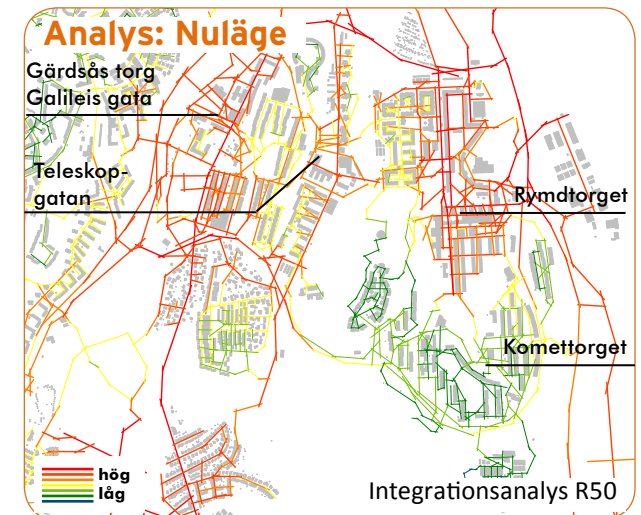 Analys: Nuläge
Gärdsås torg
Galileis gata
Teleskop-
gatan
Rymdtorget
Komettorget
hög
låg
Integrationsanalys R50